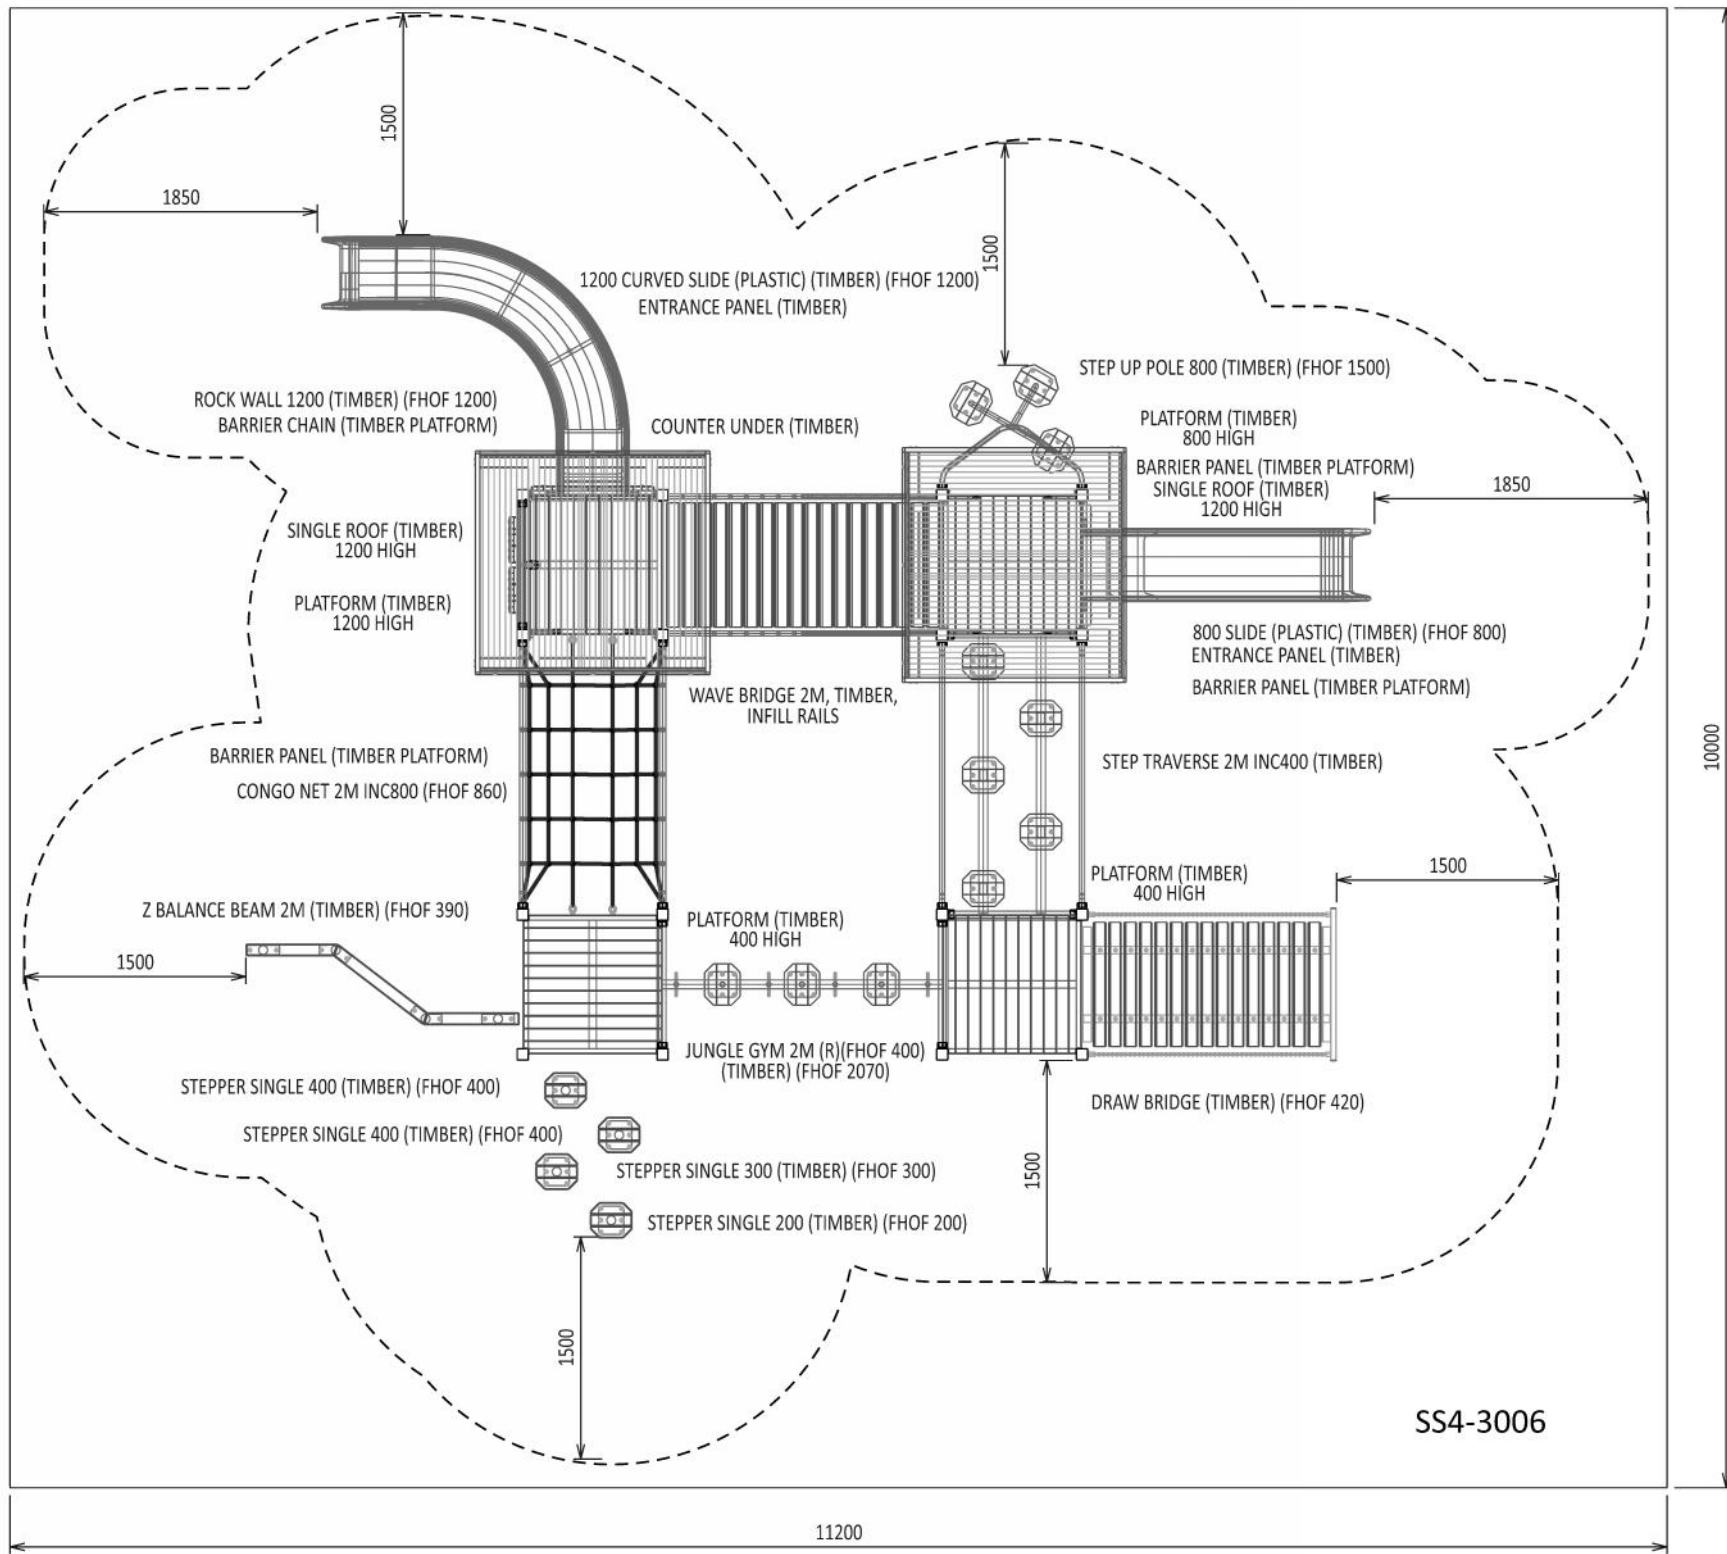 1500
1850
1500
1200 CURVED SLIDE (PLASTIC) (TIMBER) (FHOF 1200)
ENTRANCE PANEL (TIMBER)
STEP UP POLE 800 (TIMBER) (FHOF 1500)
ROCK WALL 1200 (TIMBER) (FHOF 1200)
BARRIER CHAIN (TIMBER PLATFORM)
COUNTER UNDER (TIMBER)
PLATFORM (TIMBER)
800 HIGH
BARRIER PANEL (TIMBER PLATFORM)
SINGLE ROOF (TIMBER)
1200 HIGH
1850
SINGLE ROOF (TIMBER)
1200 HIGH
PLATFORM (TIMBER)
1200 HIGH
800 SLIDE (PLASTIC) (TIMBER) (FHOF 800)
ENTRANCE PANEL (TIMBER)
BARRIER PANEL (TIMBER PLATFORM)
WAVE BRIDGE 2M, TIMBER,
INFILL RAILS
10000
BARRIER PANEL (TIMBER PLATFORM)
CONGO NET 2M INC800 (FHOF 860)
STEP TRAVERSE 2M INC400 (TIMBER)
PLATFORM (TIMBER)
400 HIGH
1500
Z BALANCE BEAM 2M (TIMBER) (FHOF 390)
PLATFORM (TIMBER)
400 HIGH
1500
JUNGLE GYM 2M (R)(FHOF 400)
(TIMBER) (FHOF 2070)
STEPPER SINGLE 400 (TIMBER) (FHOF 400)
DRAW BRIDGE (TIMBER) (FHOF 420)
STEPPER SINGLE 400 (TIMBER) (FHOF 400)
STEPPER SINGLE 300 (TIMBER) (FHOF 300)
1500
STEPPER SINGLE 200 (TIMBER) (FHOF 200)
1500
SS4-3006
11200